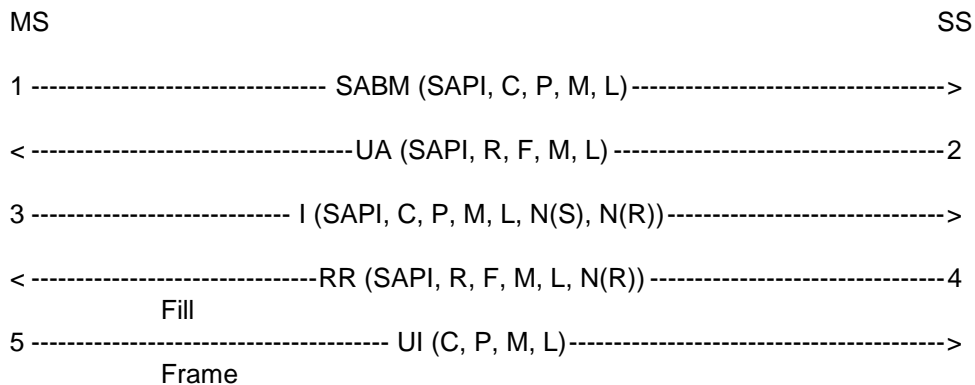 MS SS
1 -------------------------------- SABM (SAPI, C, P, M, L)----------------------------------->
< ------------------------------------UA (SAPI, R, F, M, L) -------------------------------------2
3 ----------------------------- I (SAPI, C, P, M, L, N(S), N(R))------------------------------->
< ----------------------------------RR (SAPI, R, F, M, L, N(R)) ---------------------------------4
Fill
5 ---------------------------------------- UI (C, P, M, L)------------------------------------------>
Frame